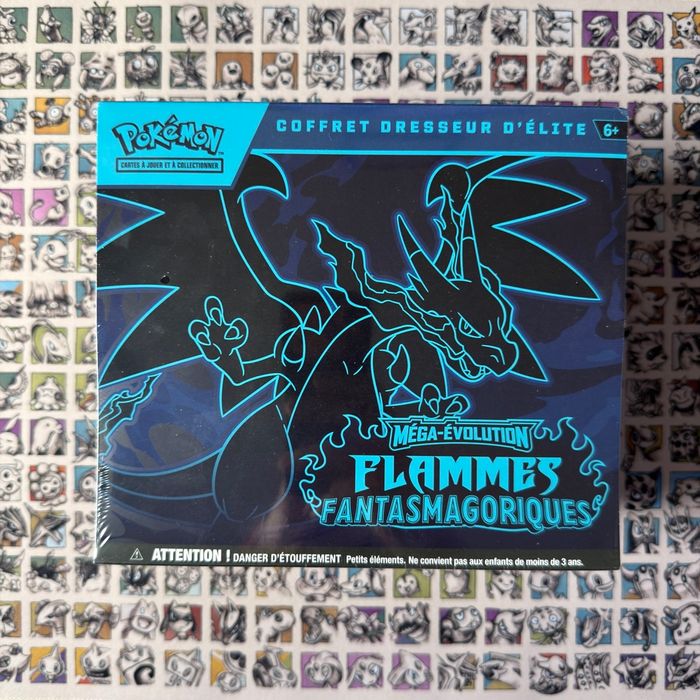 POKÉMON
CARTES À JOUER ET À COLLECTIONNER
COFFRET DRESSEUR D'ÉLITE 6+
MÉGA-ÉVOLUTION
FLAMMES
FANTASMAGORIQUES
ATTENTION ! DANGER D'ÉTOUFFEMENT Petits éléments. Ne convient pas aux enfants de moins de 3 ans.